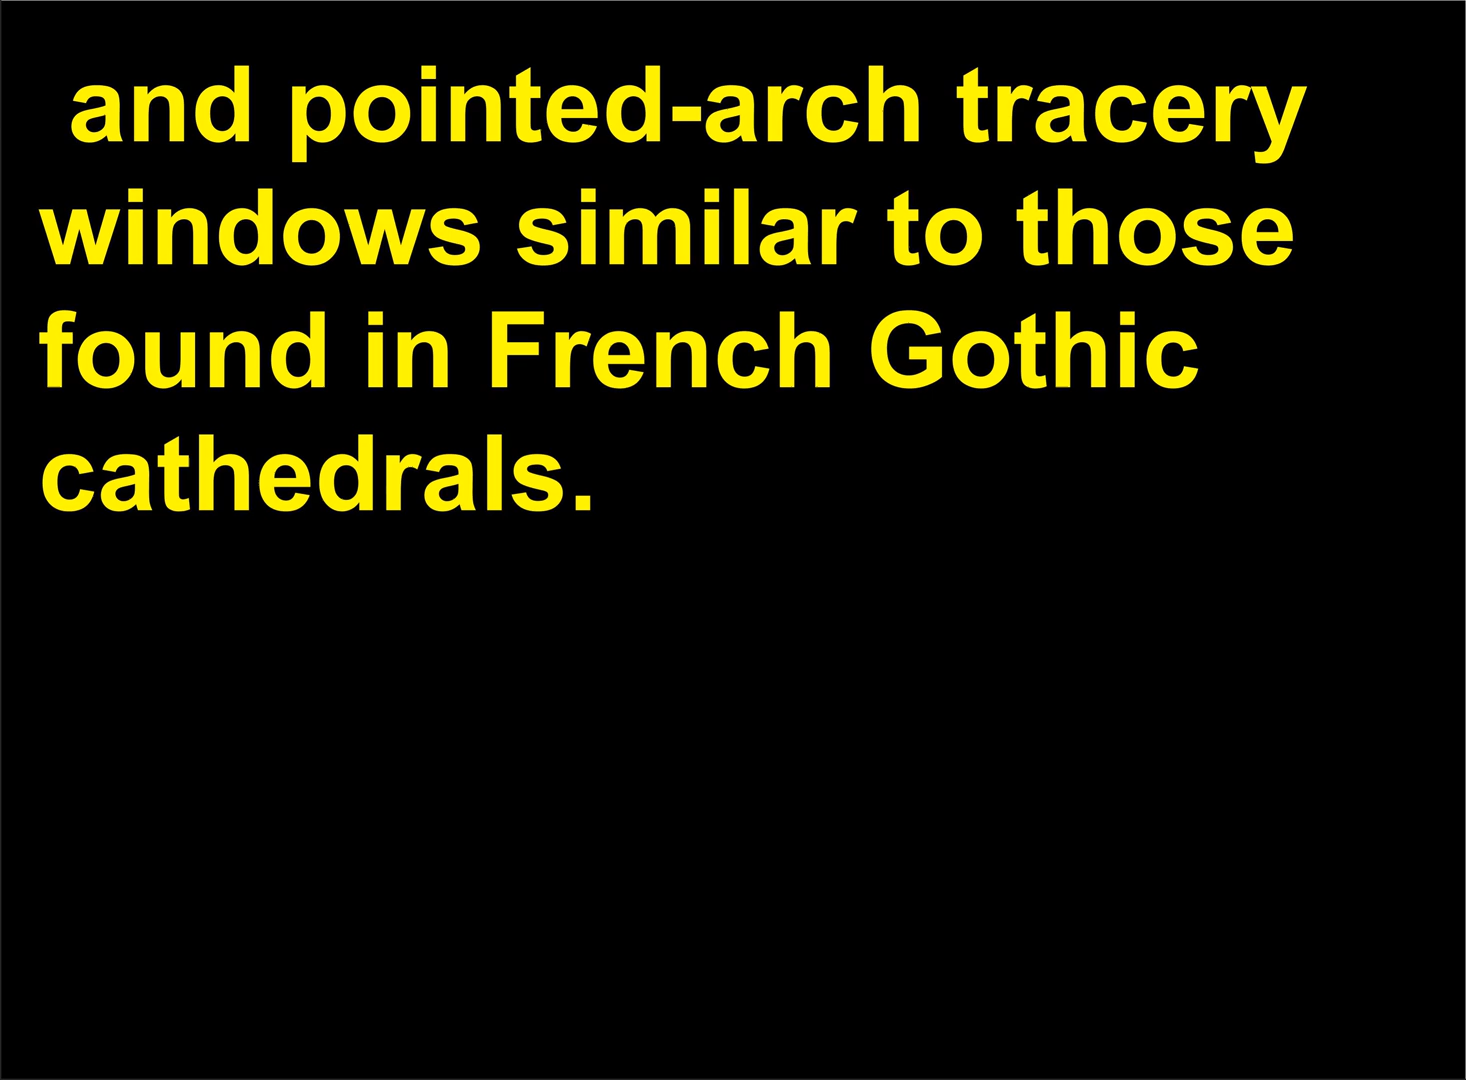 and pointed-arch tracery
windows similar to those
found in French Gothic
cathedrals.